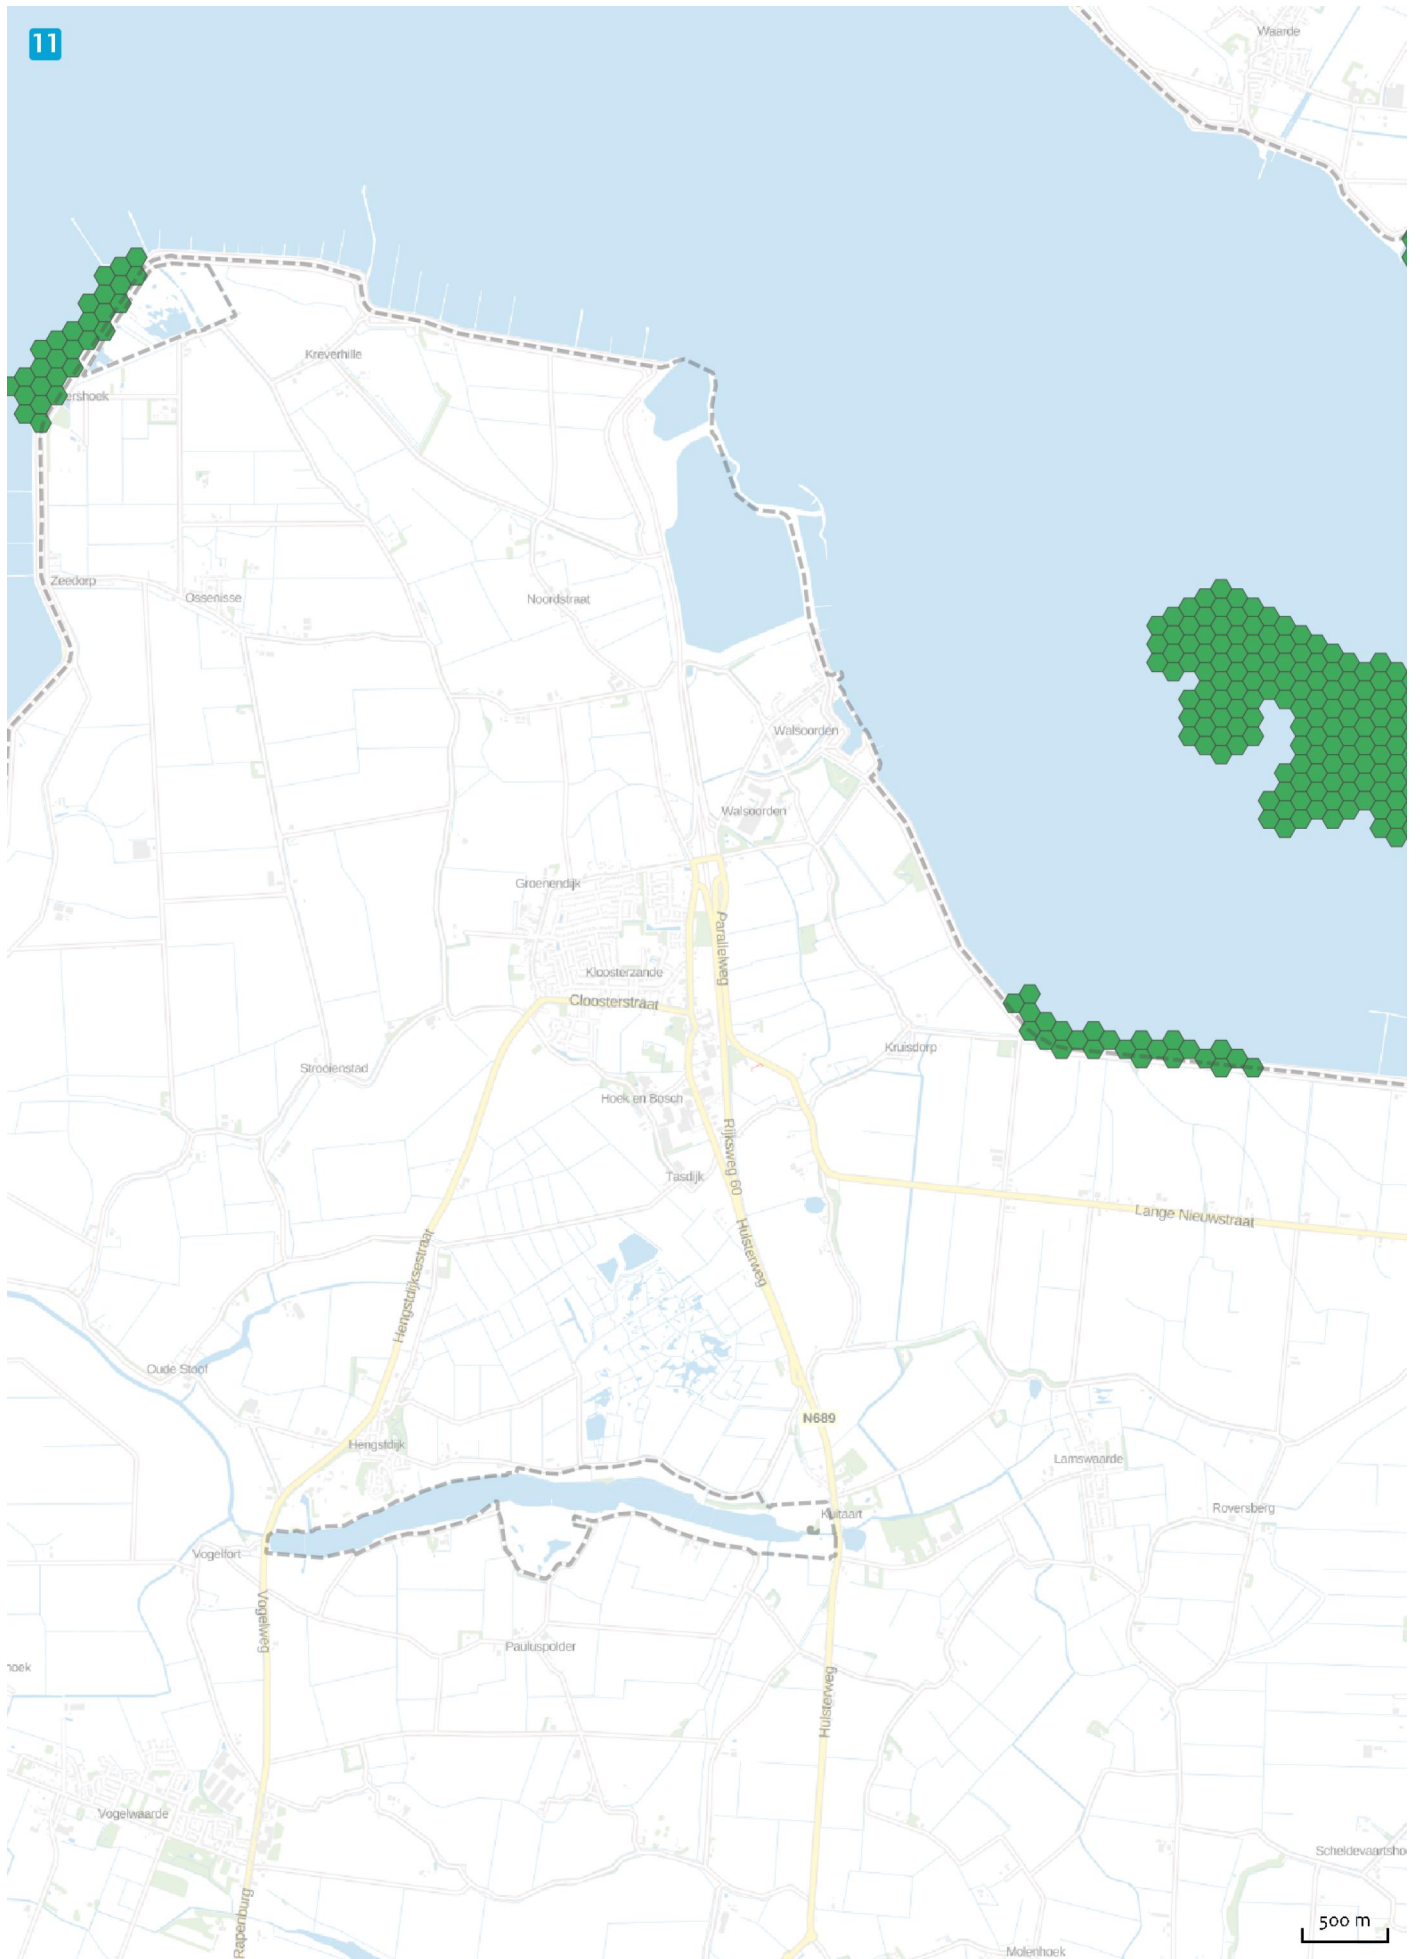 11
Waarde
Kreverhille
ershoek
Zeedorp
Ossenisse
Noordstraat
Walsoorden
Walsoorden
Groenendijk
Parallelweg
Kloosterzande
Cloosterstraat
Kruisdorp
Strooienstad
Hoek en Bosch
Rijksweg 60
Tasdijk
Lange Nieuwstraat
Hulsterweg
Hengstdijksestraat
Oude Stoof
N689
Hengstdijk
Lamswaarde
Roversberg
Kuitaart
Vogelfort
Vogelweg
Pauluspolder
hoek
Hulsterweg
Vogelwaarde
Scheldevaartsho
Rapenburg
500 m
Molenhoek